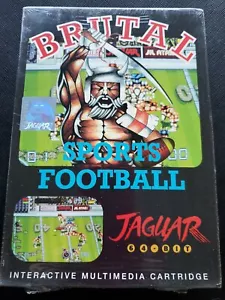 BRUTAL
JAGUAR
SPORTS
FOOTBALL
JAGUAR
64-BIT
INTERACTIVE MULTIMEDIA CARTRIDGE